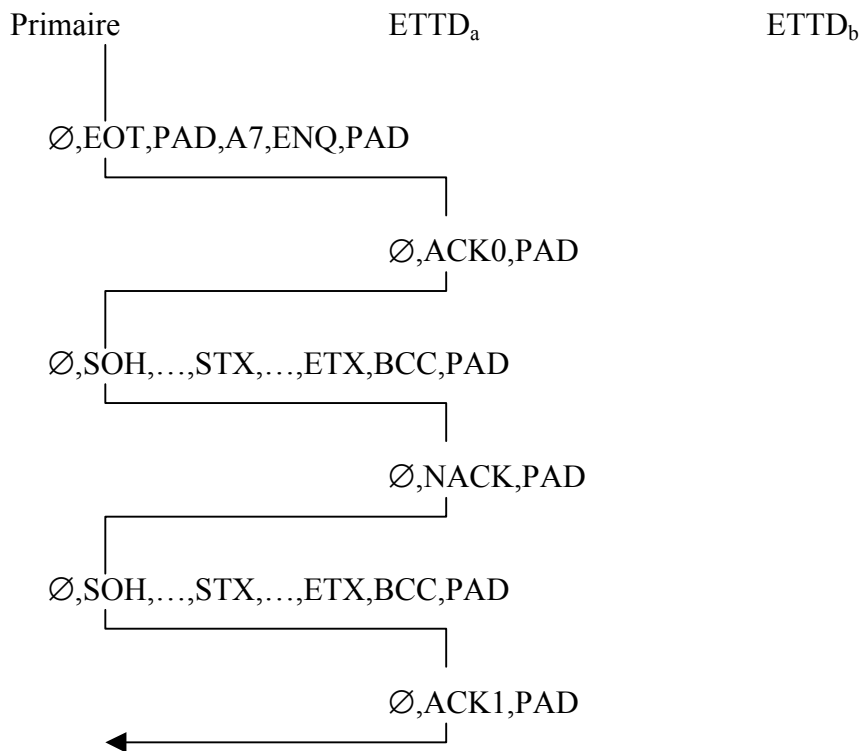 Primaire ETTDa ETTDb
∅,EOT,PAD,A7,ENQ,PAD
∅,ACK0,PAD
∅,SOH,…,STX,…,ETX,BCC,PAD
∅,NACK,PAD
∅,SOH,…,STX,…,ETX,BCC,PAD
∅,ACK1,PAD